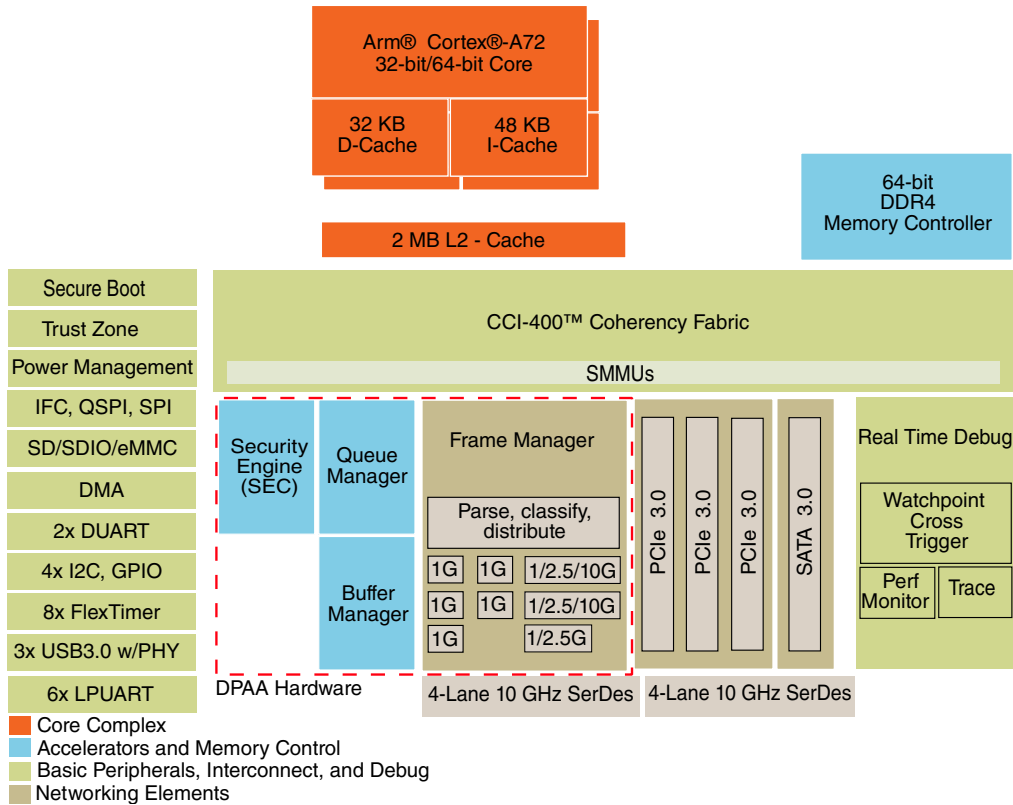 Arm® Cortex®-A72
32-bit/64-bit Core
32 KB
D-Cache
48 KB
I-Cache
64-bit
DDR4
Memory Controller
2 MB L2 - Cache
Secure Boot
Trust Zone
Power Management
IFC, QSPI, SPI
SD/SDIO/eMMC
DMA
2x DUART
4x I2C, GPIO
8x FlexTimer
3x USB3.0 w/PHY
6x LPUART
CCI-400™ Coherency Fabric
SMMUs
Security
Engine
(SEC)
Queue
Manager
Buffer
Manager
Frame Manager
Parse, classify,
distribute
1G
1G
1/2.5/10G
1G
1G
1/2.5/10G
1G
1/2.5G
PCIe 3.0
PCIe 3.0
PCIe 3.0
SATA 3.0
Real Time Debug
Watchpoint
Cross
Trigger
Perf
Monitor
Trace
DPAA Hardware
4-Lane 10 GHz SerDes
4-Lane 10 GHz SerDes
Core Complex
Accelerators and Memory Control
Basic Peripherals, Interconnect, and Debug
Networking Elements